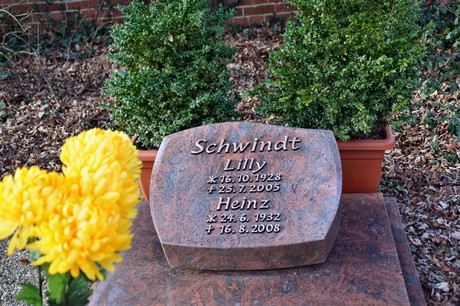 Schwindt
Lilly
* 16.10.1928
† 25. 7. 2005
Heinz
* 24. 6. 1932
† 16. 8. 2008